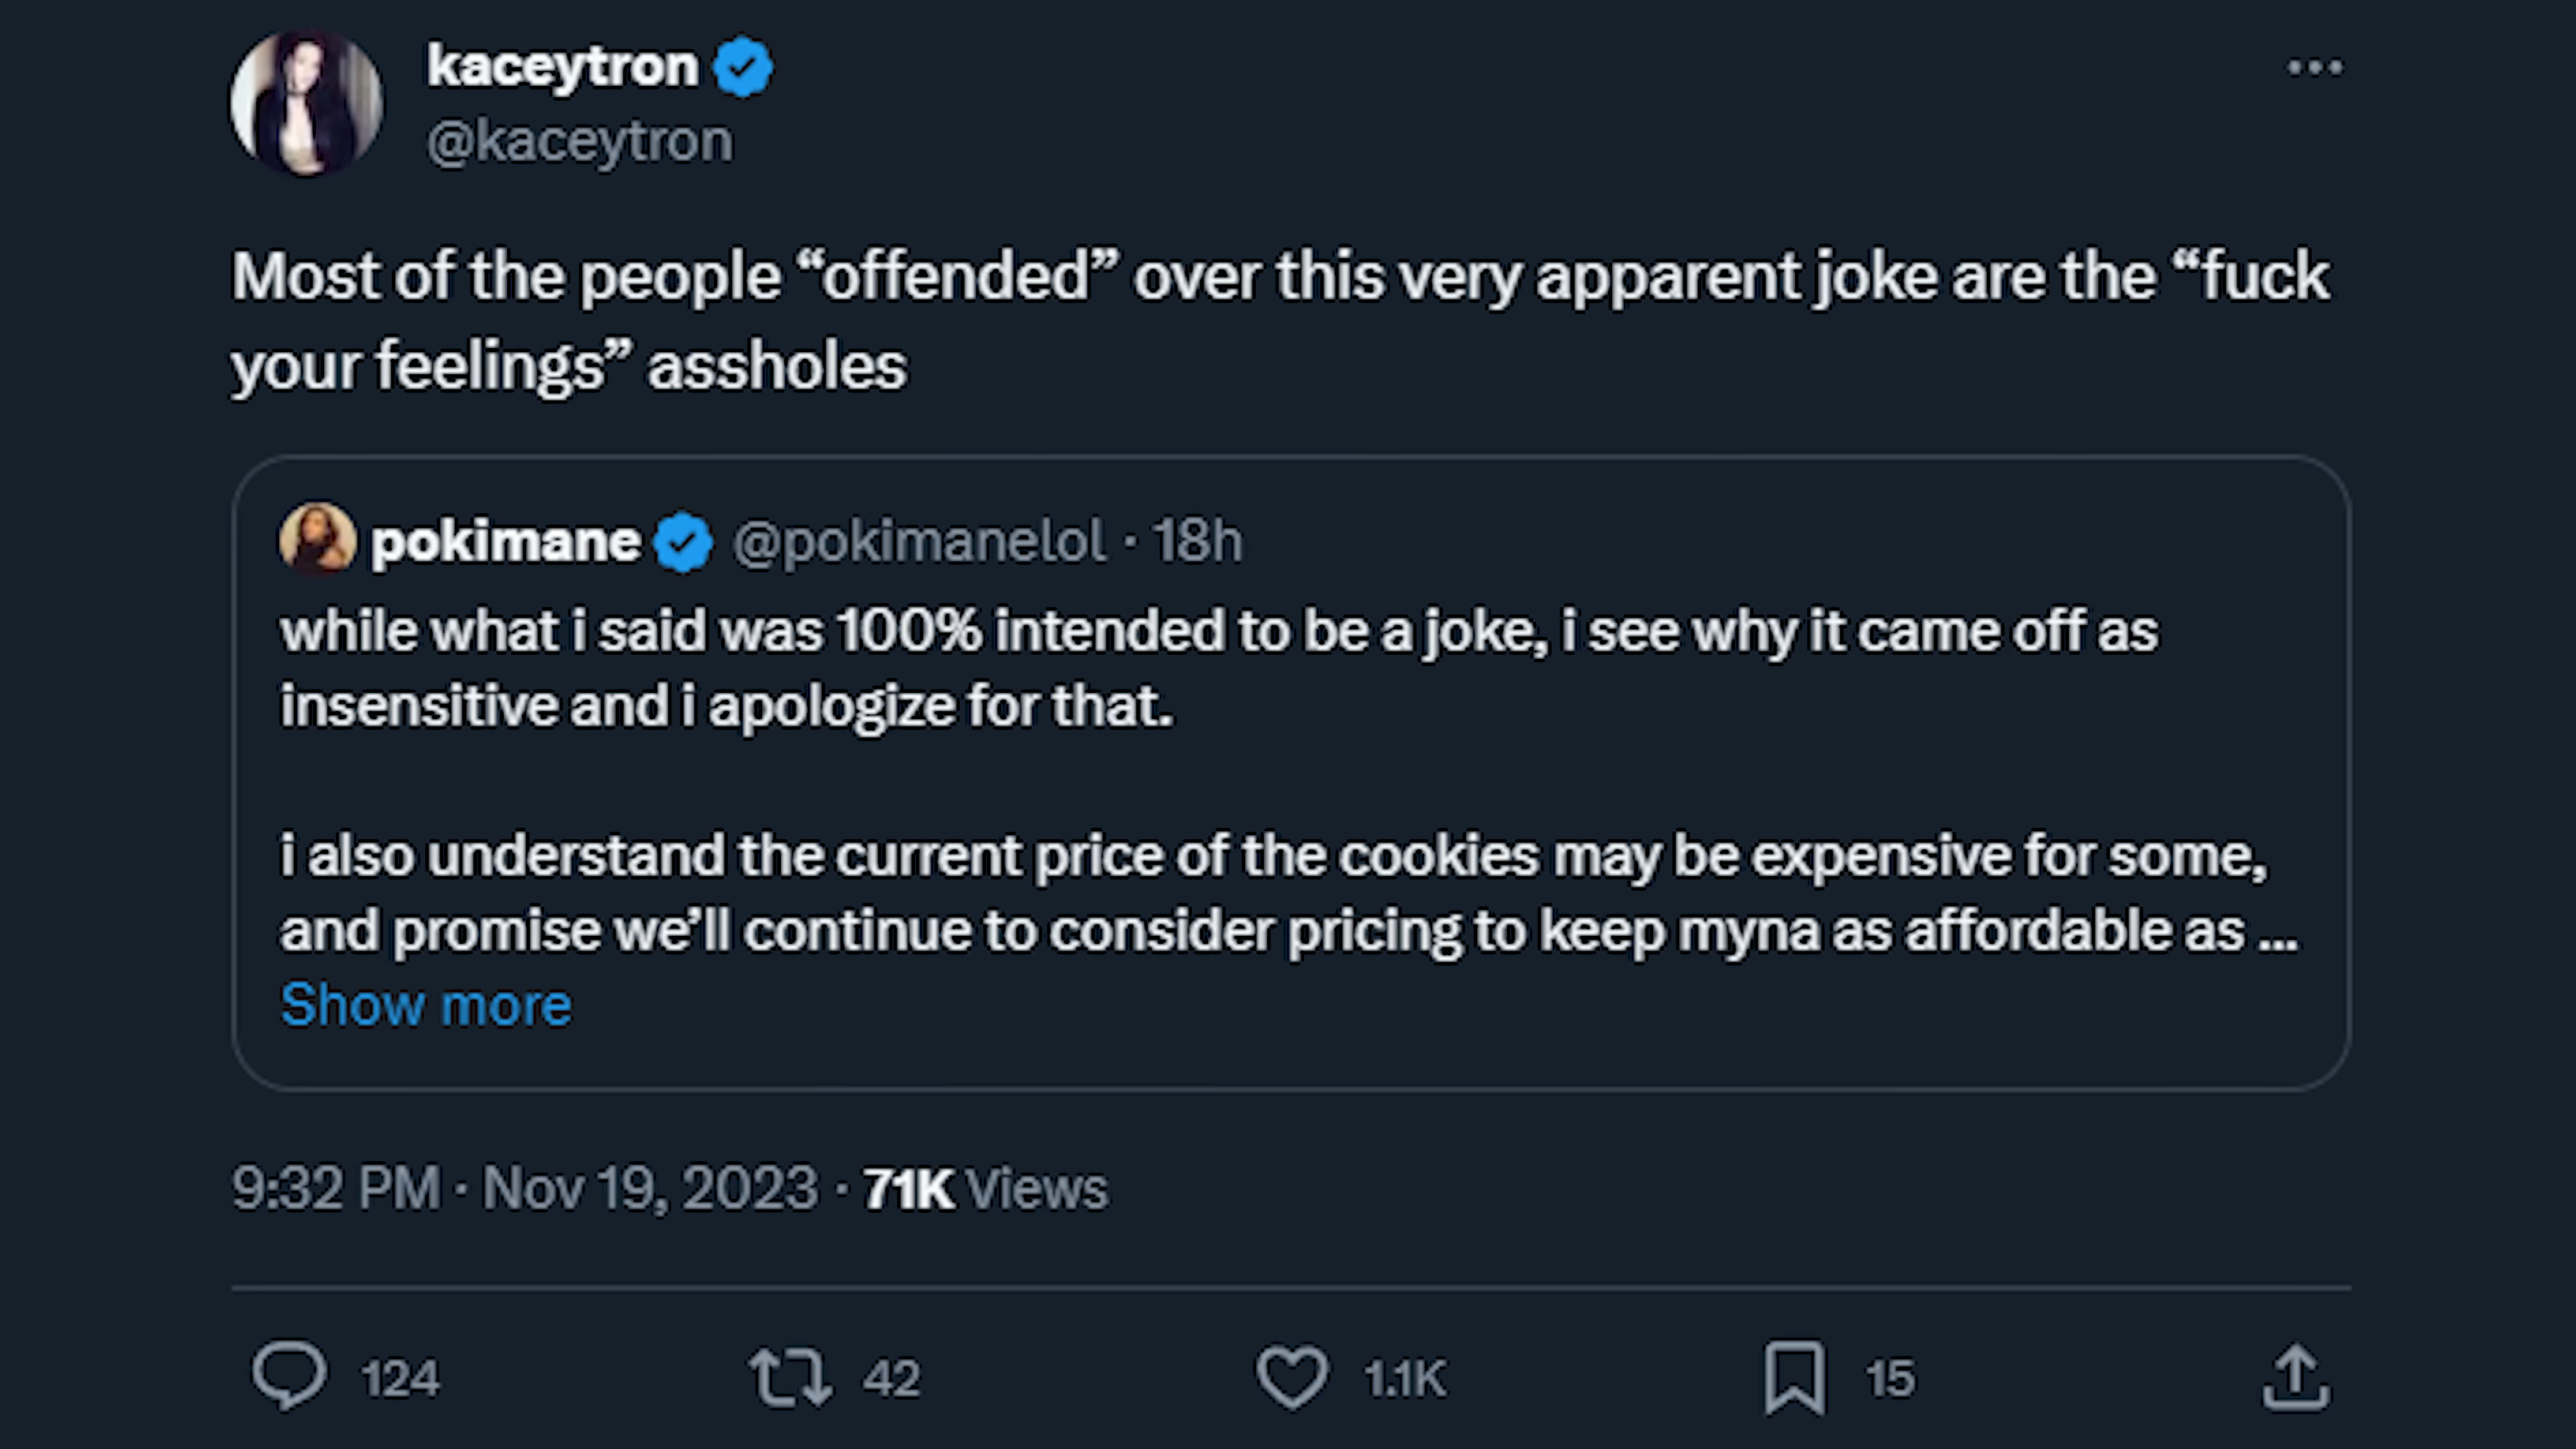 kaceytron
@kaceytron
Most of the people “offended” over this very apparent joke are the “fuck
your feelings” assholes
pokimane @pokimanelol · 18h
while what i said was 100% intended to be a joke, i see why it came off as
insensitive and i apologize for that.
i also understand the current price of the cookies may be expensive for some,
and promise we’ll continue to consider pricing to keep myna as affordable as ...
Show more
9:32 PM · Nov 19, 2023 · 71K Views
124 42 1.1K 15